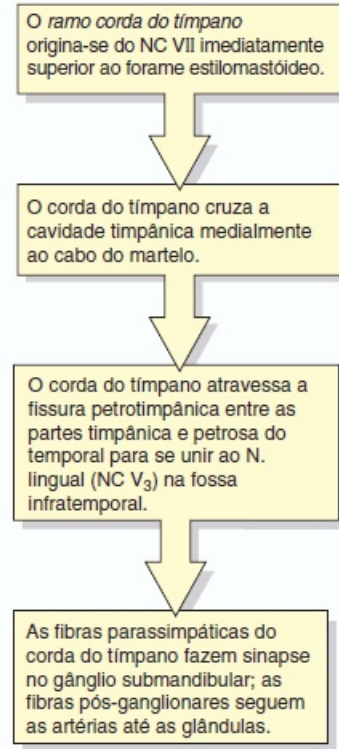 O ramo corda do tímpano
origina-se do NC VII imediatamente
superior ao forame estilomastóideo.
O corda do tímpano cruza a
cavidade timpânica medialmente
ao cabo do martelo.
O corda do tímpano atravessa a
fissura petrotimpânica entre as
partes timpânica e petrosa do
temporal para se unir ao N.
lingual (NC V₃) na fossa
infratemporal.
As fibras parassimpáticas do
corda do tímpano fazem sinapse
no gânglio submandibular; as
fibras pós-ganglionares seguem
as artérias até as glândulas.